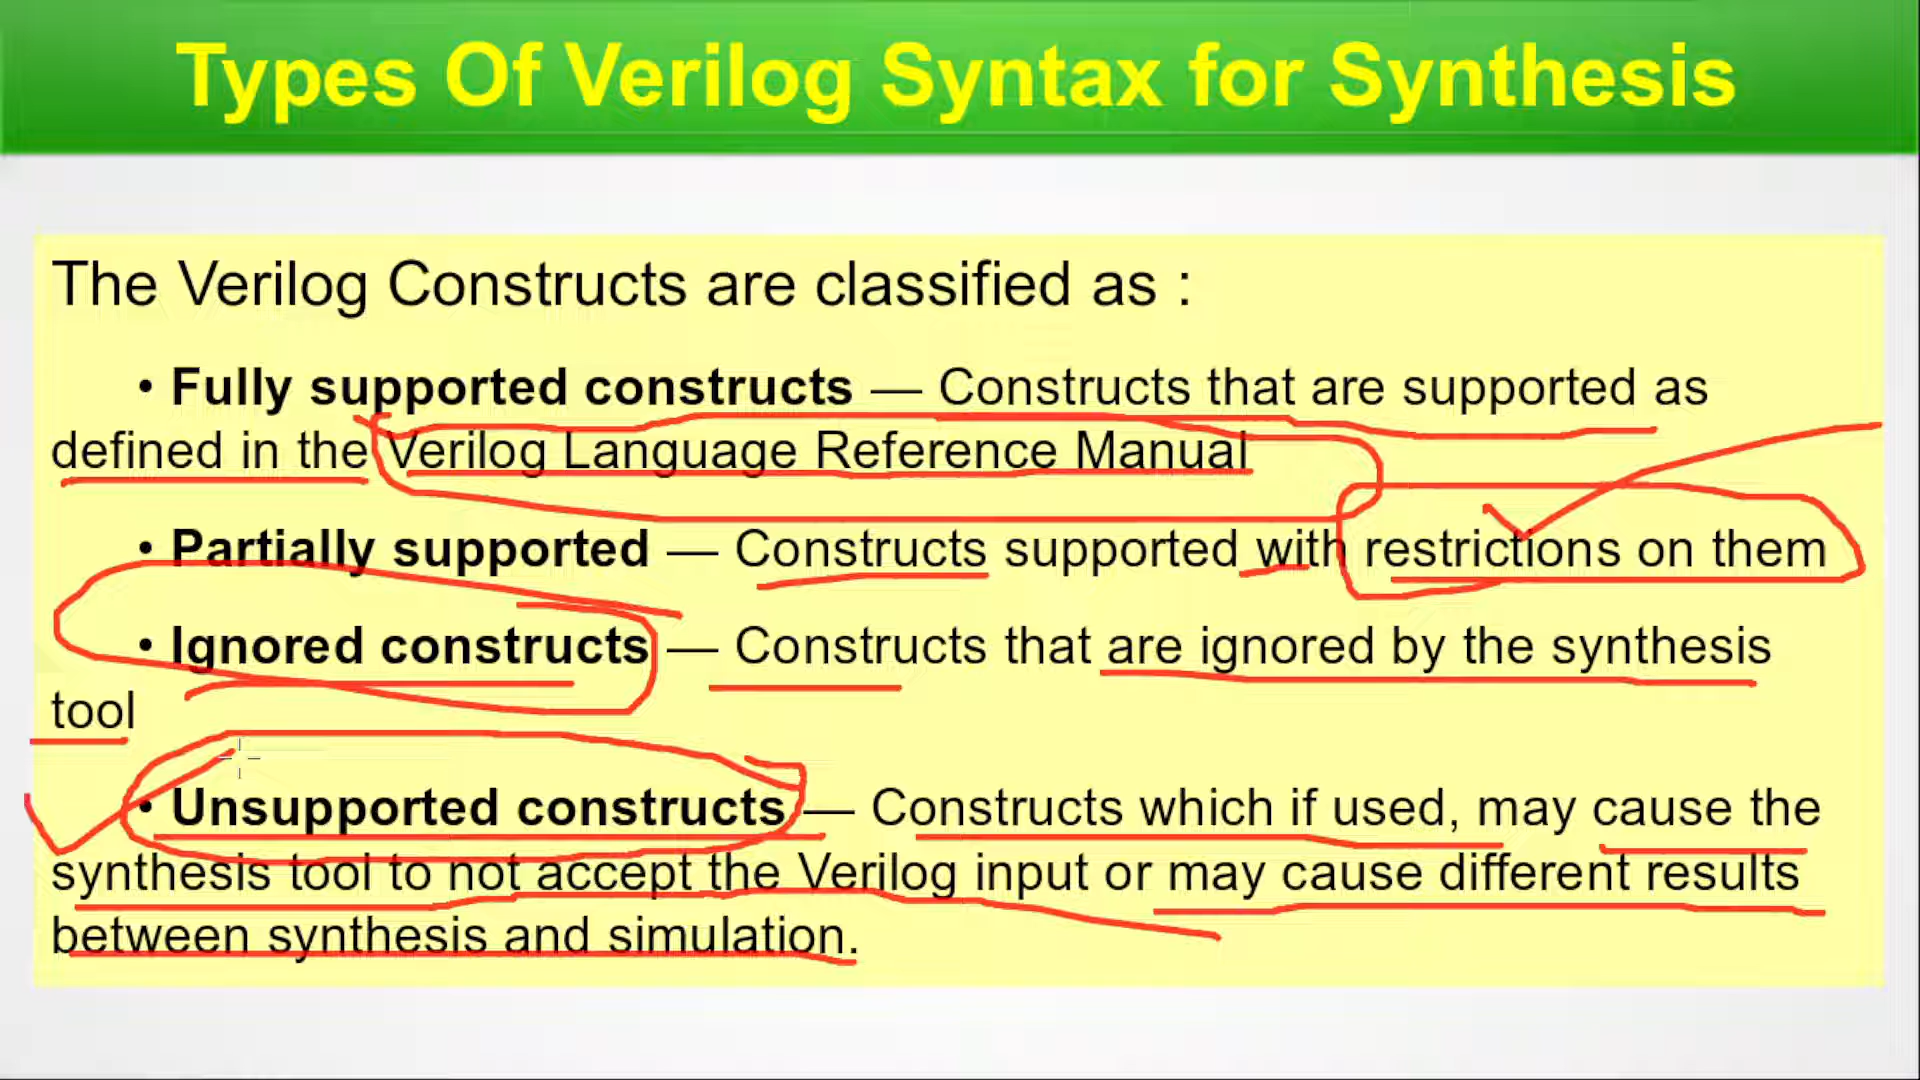 Types Of Verilog Syntax for Synthesis
The Verilog Constructs are classified as :
• Fully supported constructs — Constructs that are supported as
defined in the Verilog Language Reference Manual
• Partially supported — Constructs supported with restrictions on them
• Ignored constructs — Constructs that are ignored by the synthesis
tool
• Unsupported constructs — Constructs which if used, may cause the
synthesis tool to not accept the Verilog input or may cause different results
between synthesis and simulation.